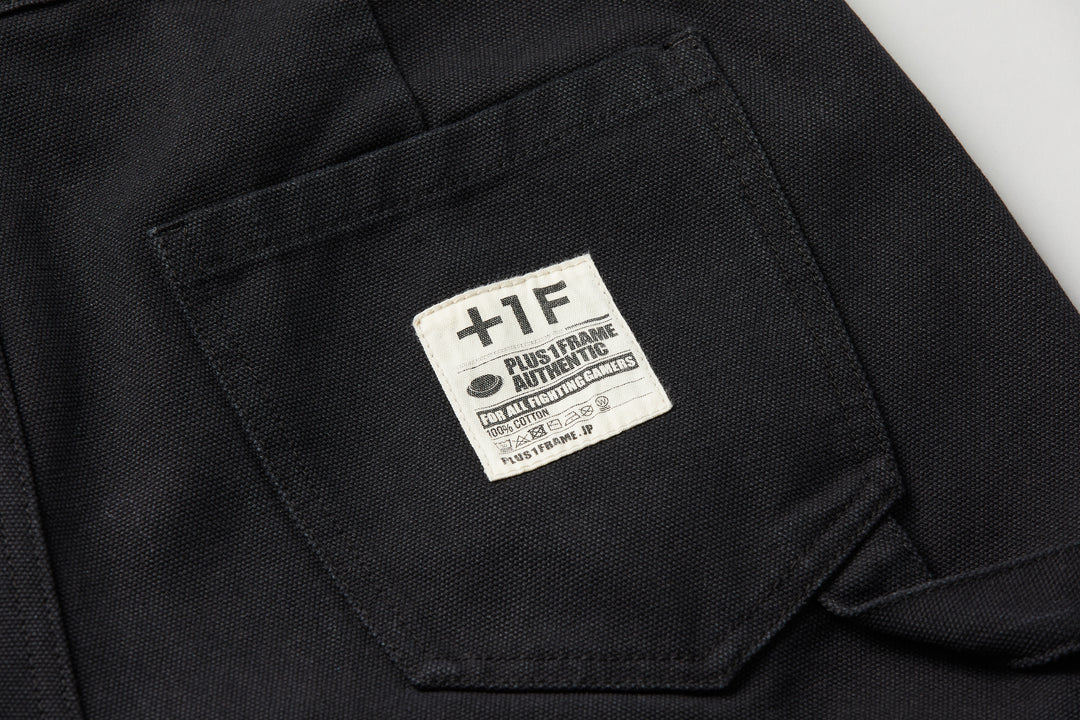 +1F
PLUS1FRAME
AUTHENTIC
FOR ALL FIGHTING GAMERS
100% COTTON
W
PLUS1FRAME.JP